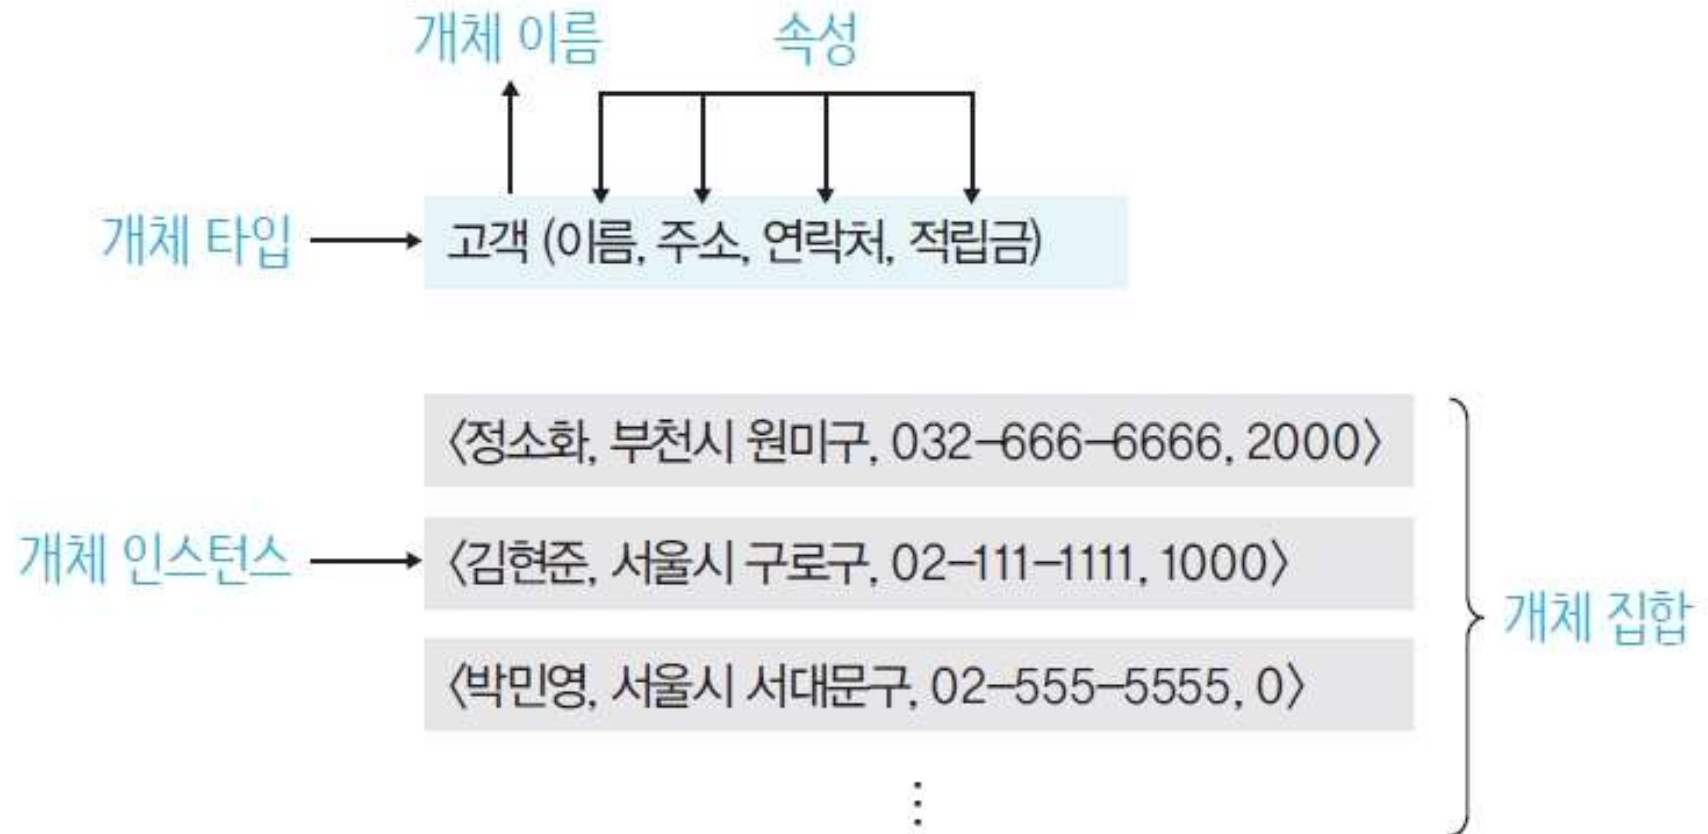 개체 이름 속성
개체 타입 고객 (이름, 주소, 연락처, 적립금)
〈정소화, 부천시 원미구, 032-666-6666, 2000〉
개체 인스턴스 〈김현준, 서울시 구로구, 02-111-1111, 1000〉
개체 집합
〈박민영, 서울시 서대문구, 02-555-5555, 0〉
⋮